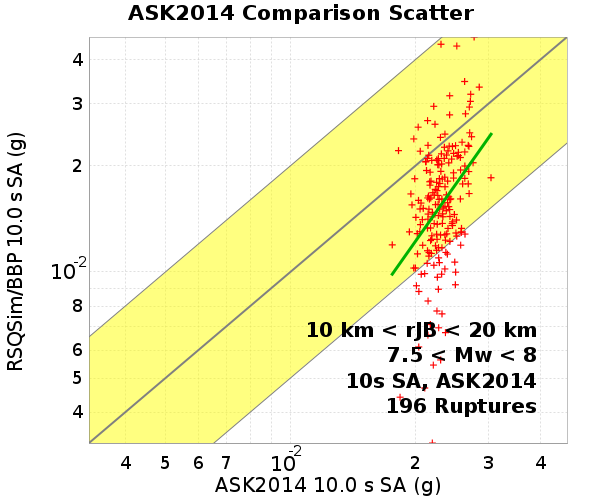 ASK2014 Comparison Scatter
RSQSim/BBP 10.0 s SA (g)
4
3
2
10-2
8
6
5
4
10 km < rJB < 20 km
7.5 < Mw < 8
10s SA, ASK2014
196 Ruptures
4 5 6 7 10-2 2 3 4
ASK2014 10.0 s SA (g)